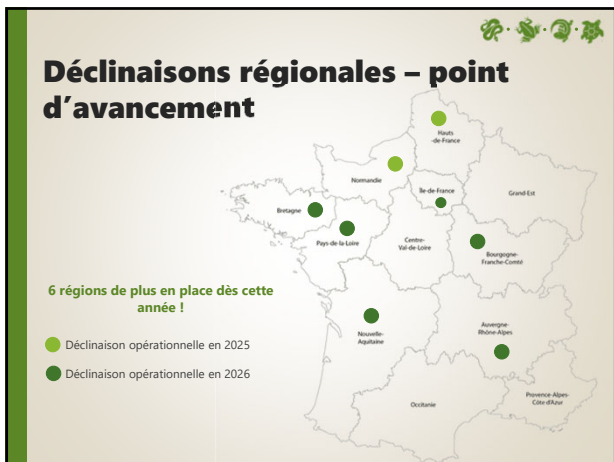 Déclinaisons régionales – point
d’avancement
Hauts
-de-France
Normandie
Île-de-France
Grand-Est
Bretagne
Pays-de-la-Loire
Centre-
Val-de-Loire
Bourgogne-
Franche-Comté
6 régions de plus en place dès cette
année !
Nouvelle-
Aquitaine
Auvergne-
Rhône-Alpes
Déclinaison opérationnelle en 2025
Déclinaison opérationnelle en 2026
Occitanie
Provence-Alpes-
Côte d'Azur